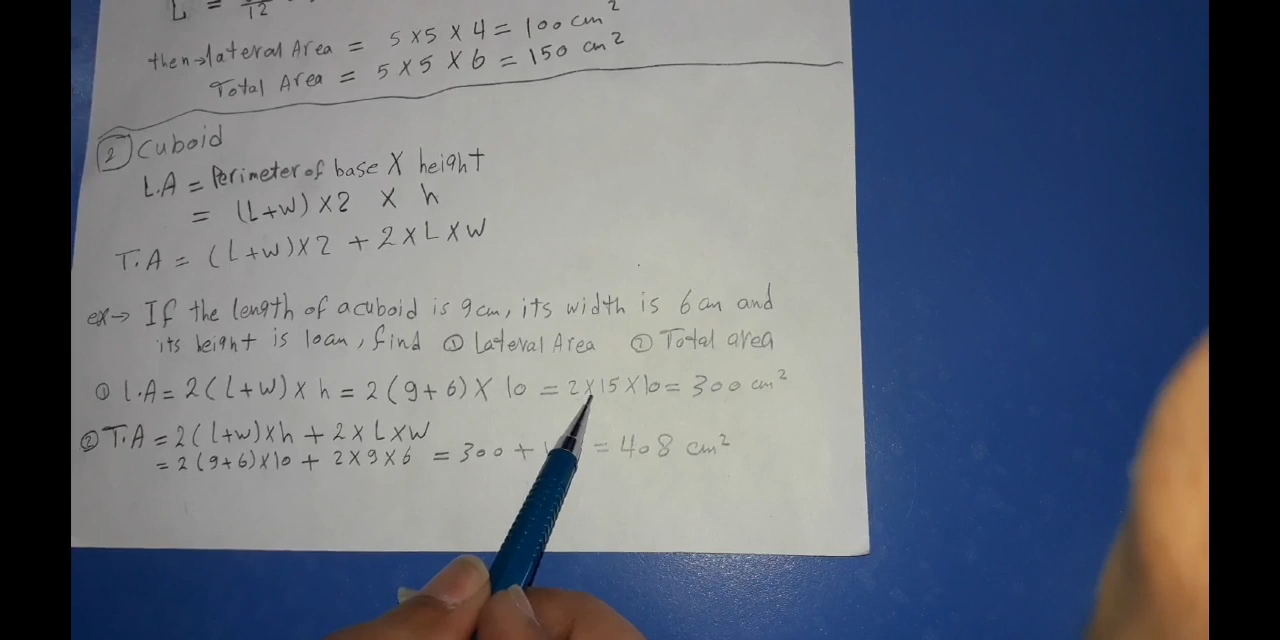 L = 12
then→lateral Area = 5×5×4 = 100 cm²
Total Area = 5×5×6 = 150 cm²
2 Cuboid
L.A = Perimeter of base × height
= (L+W)×2 × h
T.A = (L+W)×2 + 2×L×W
ex→ If the length of a cuboid is 9cm, its width is 6cm and
its height is 10cm, find ① Lateral Area ② Total area
① L.A = 2(L+W)×h = 2(9+6)×10 = 2×15×10 = 300 cm²
② T.A = 2(L+W)×h + 2×L×W
= 2(9+6)×10 + 2×9×6 = 300 + = 408 cm²